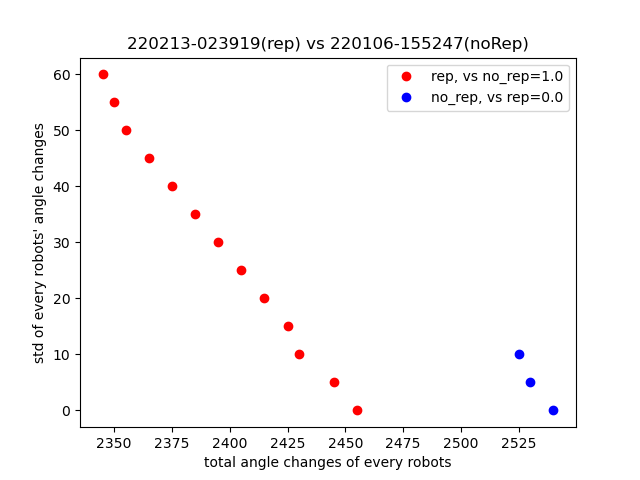 220213-023919(rep) vs 220106-155247(noRep)
rep, vs no_rep=1.0
no_rep, vs rep=0.0
std of every robots' angle changes
60
50
40
30
20
10
0
2350 2375 2400 2425 2450 2475 2500 2525
total angle changes of every robots